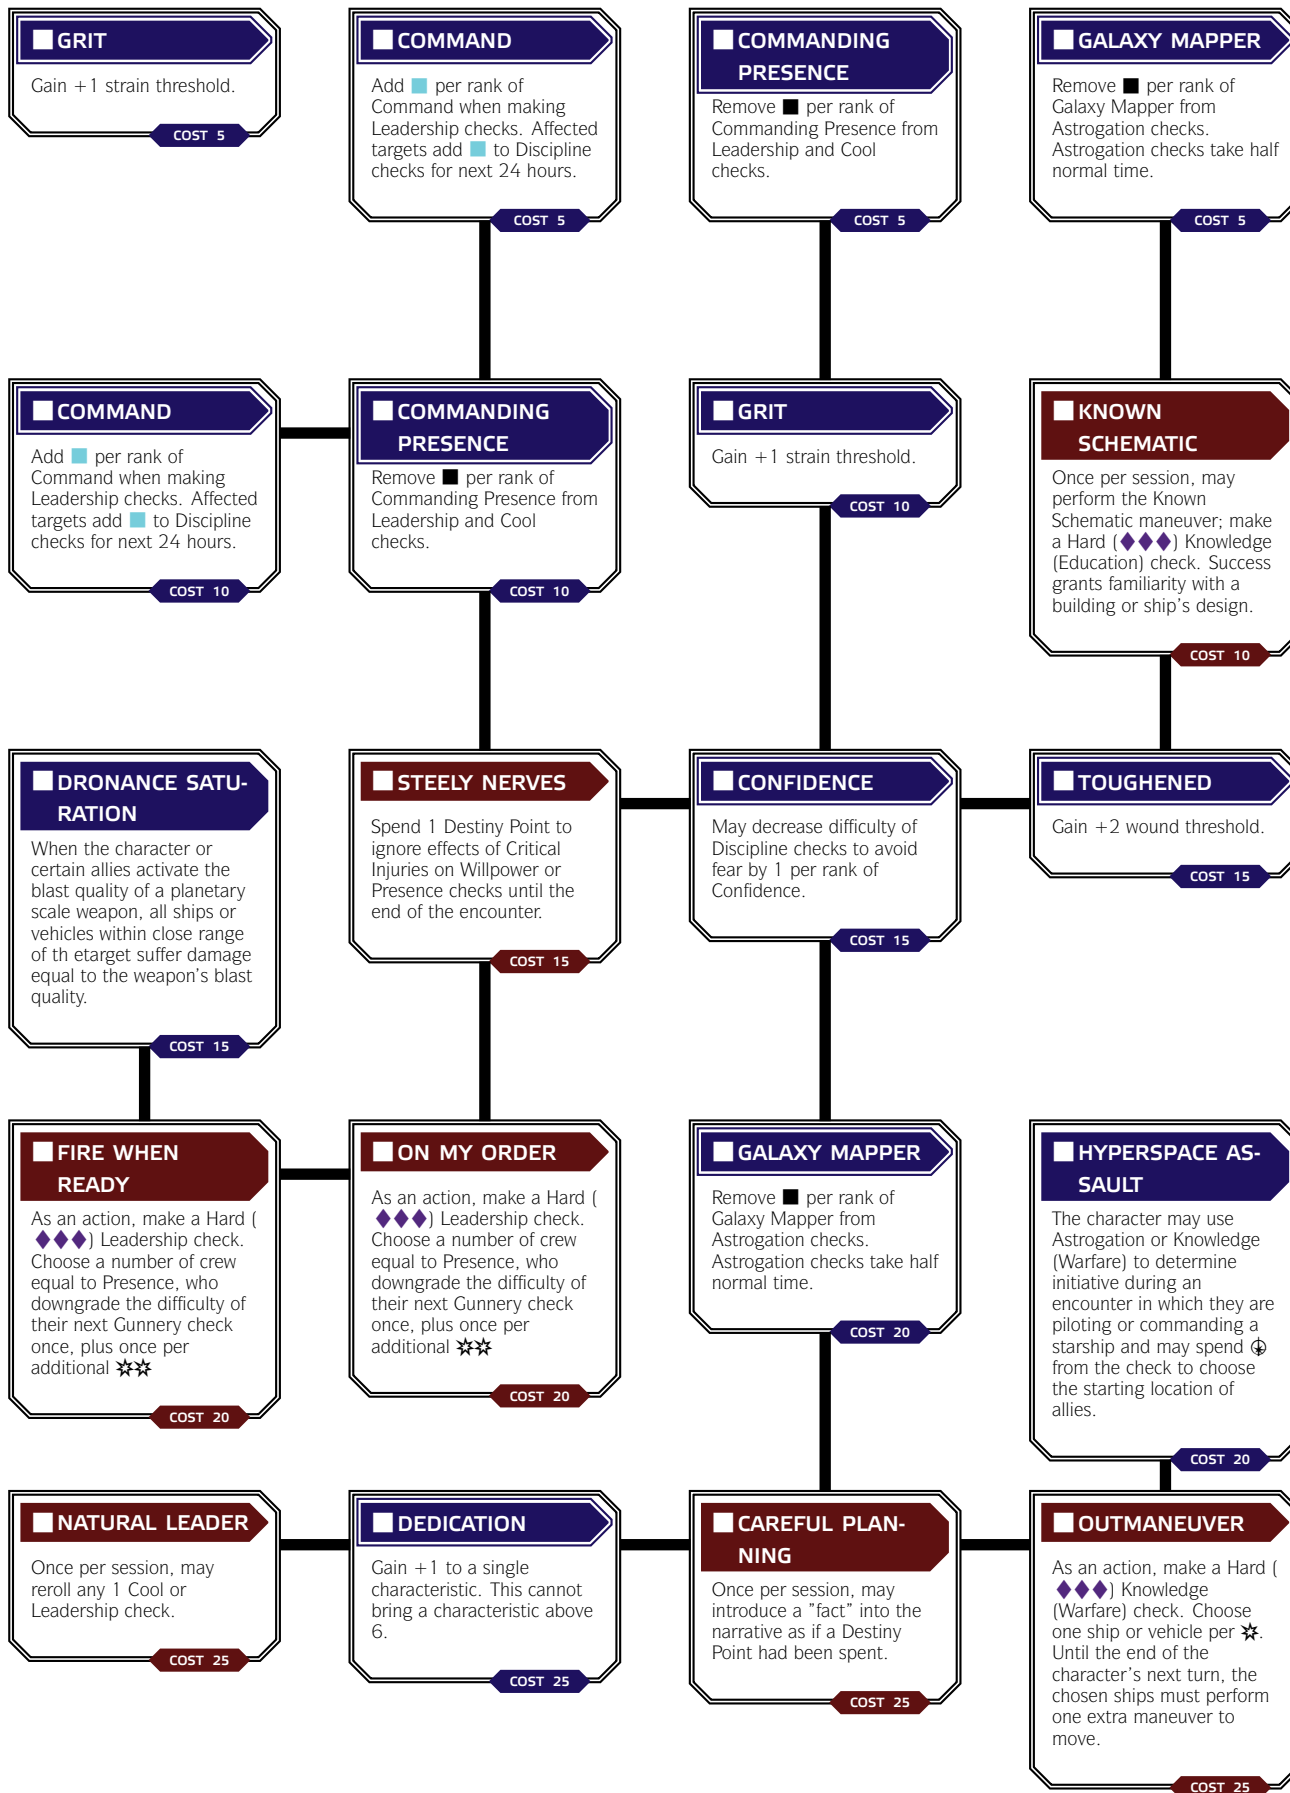 GRIT
Gain +1 strain threshold.
COST 5
COMMAND
Add per rank of
Command when making
Leadership checks. Affected
targets add to Discipline
checks for next 24 hours.
COST 5
COMMANDING
PRESENCE
Remove per rank of
Commanding Presence from
Leadership and Cool
checks.
COST 5
GALAXY MAPPER
Remove per rank of
Galaxy Mapper from
Astrogation checks.
Astrogation checks take half
normal time.
COST 5
COMMAND
Add per rank of
Command when making
Leadership checks. Affected
targets add to Discipline
checks for next 24 hours.
COST 10
COMMANDING
PRESENCE
Remove per rank of
Commanding Presence from
Leadership and Cool
checks.
COST 10
GRIT
Gain +1 strain threshold.
COST 10
KNOWN
SCHEMATIC
Once per session, may
perform the Known
Schematic maneuver; make
a Hard (♦♦♦) Knowledge
(Education) check. Success
grants familiarity with a
building or ship's design.
COST 10
DRONANCE SATU-
RATION
When the character or
certain allies activate the
blast quality of a planetary
scale weapon, all ships or
vehicles within close range
of th etarget suffer damage
equal to the weapon's blast
quality.
COST 15
STEELY NERVES
Spend 1 Destiny Point to
ignore effects of Critical
Injuries on Willpower or
Presence checks until the
end of the encounter.
COST 15
CONFIDENCE
May decrease difficulty of
Discipline checks to avoid
fear by 1 per rank of
Confidence.
COST 15
TOUGHENED
Gain +2 wound threshold.
COST 15
FIRE WHEN
READY
As an action, make a Hard (
♦♦♦) Leadership check.
Choose a number of crew
equal to Presence, who
downgrade the difficulty of
their next Gunnery check
once, plus once per
additional
COST 20
ON MY ORDER
As an action, make a Hard (
♦♦♦) Leadership check.
Choose a number of crew
equal to Presence, who
downgrade the difficulty of
their next Gunnery check
once, plus once per
additional
COST 20
GALAXY MAPPER
Remove per rank of
Galaxy Mapper from
Astrogation checks.
Astrogation checks take half
normal time.
COST 20
HYPERSPACE AS-
SAULT
The character may use
Astrogation or Knowledge
(Warfare) to determine
initiative during an
encounter in which they are
piloting or commanding a
starship and may spend
from the check to choose
the starting location of
allies.
COST 20
NATURAL LEADER
Once per session, may
reroll any 1 Cool or
Leadership check.
COST 25
DEDICATION
Gain +1 to a single
characteristic. This cannot
bring a characteristic above
6.
COST 25
CAREFUL PLAN-
NING
Once per session, may
introduce a "fact" into the
narrative as if a Destiny
Point had been spent.
COST 25
OUTMANEUVER
As an action, make a Hard (
♦♦♦) Knowledge
(Warfare) check. Choose
one ship or vehicle per .
Until the end of the
character's next turn, the
chosen ships must perform
one extra maneuver to
move.
COST 25